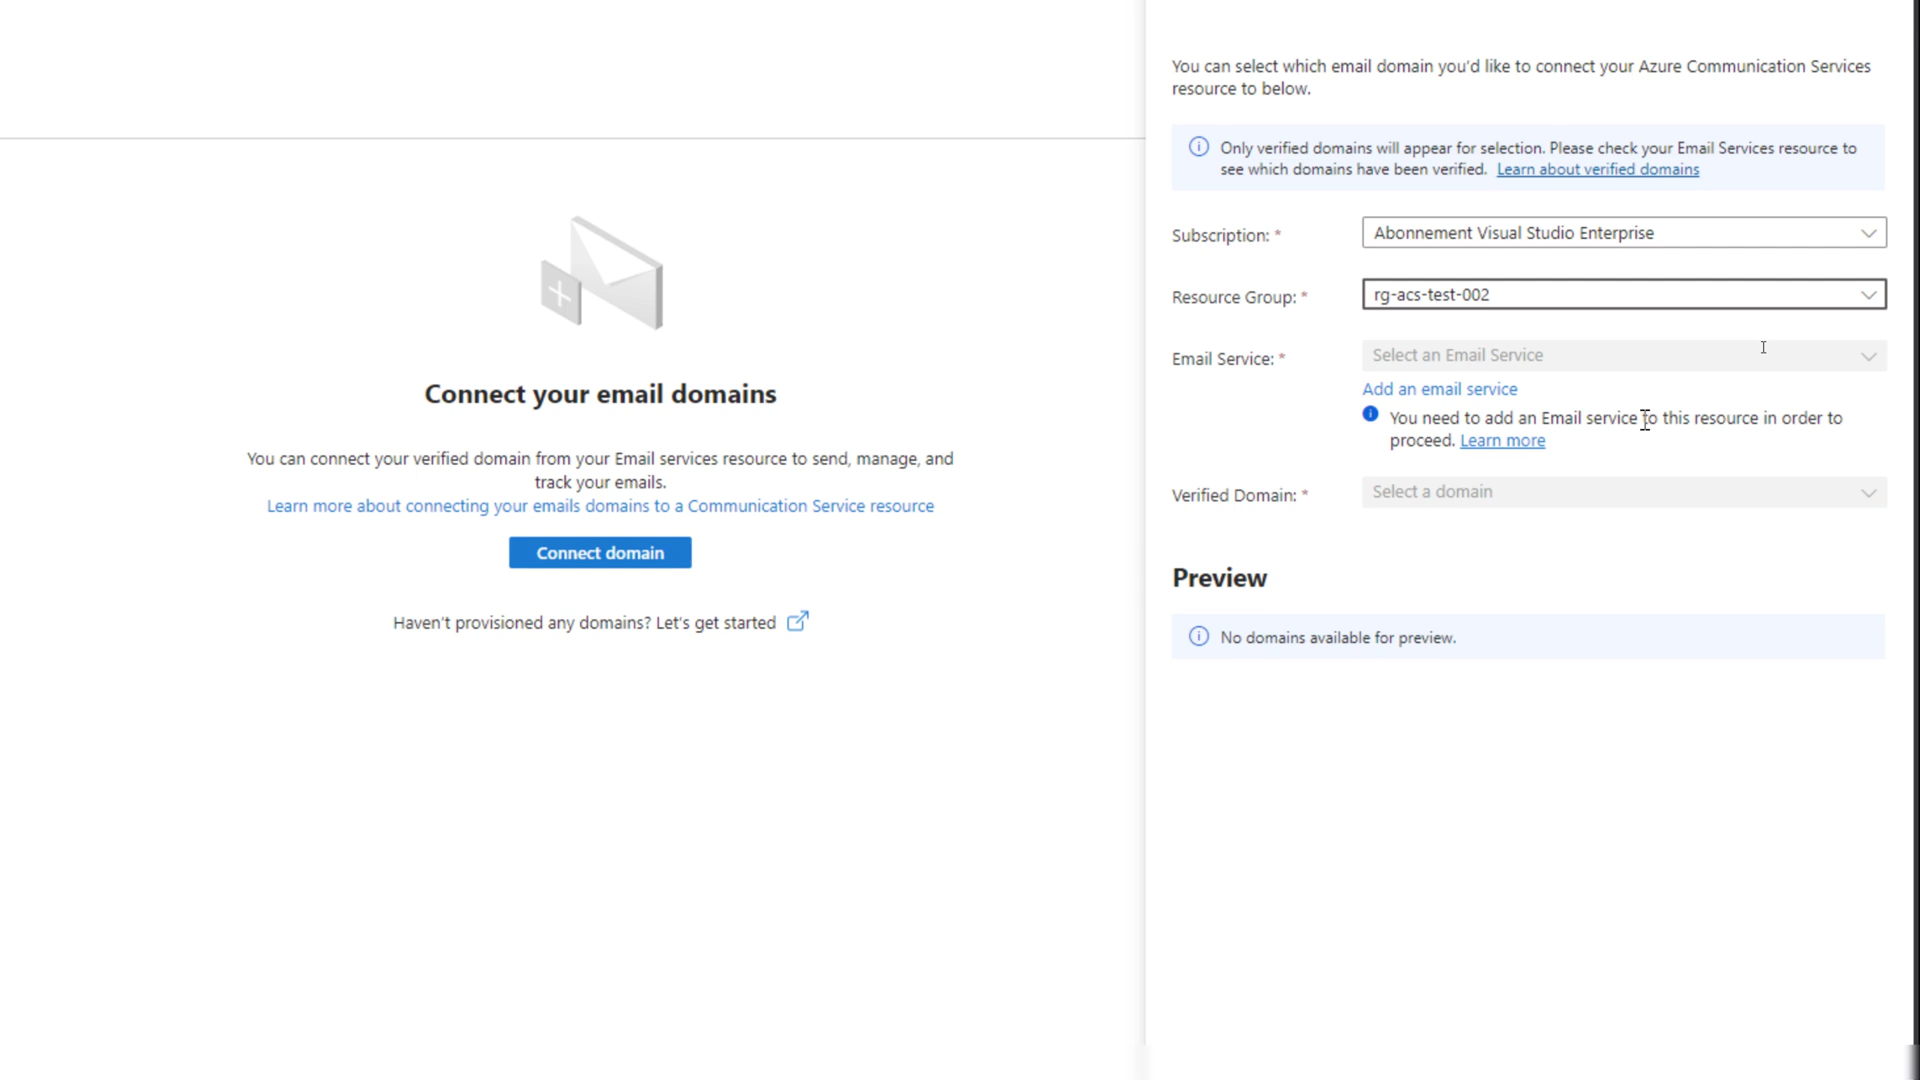 Connect your email domains
You can connect your verified domain from your Email services resource to send, manage, and
track your emails.
Learn more about connecting your emails domains to a Communication Service resource
Connect domain
Haven't provisioned any domains? Let's get started
You can select which email domain you'd like to connect your Azure Communication Services
resource to below.
Only verified domains will appear for selection. Please check your Email Services resource to
see which domains have been verified. Learn about verified domains
Subscription: *
Abonnement Visual Studio Enterprise
Resource Group: *
rg-acs-test-002
Email Service: *
Select an Email Service
Add an email service
You need to add an Email service to this resource in order to
proceed. Learn more
Verified Domain: *
Select a domain
Preview
No domains available for preview.